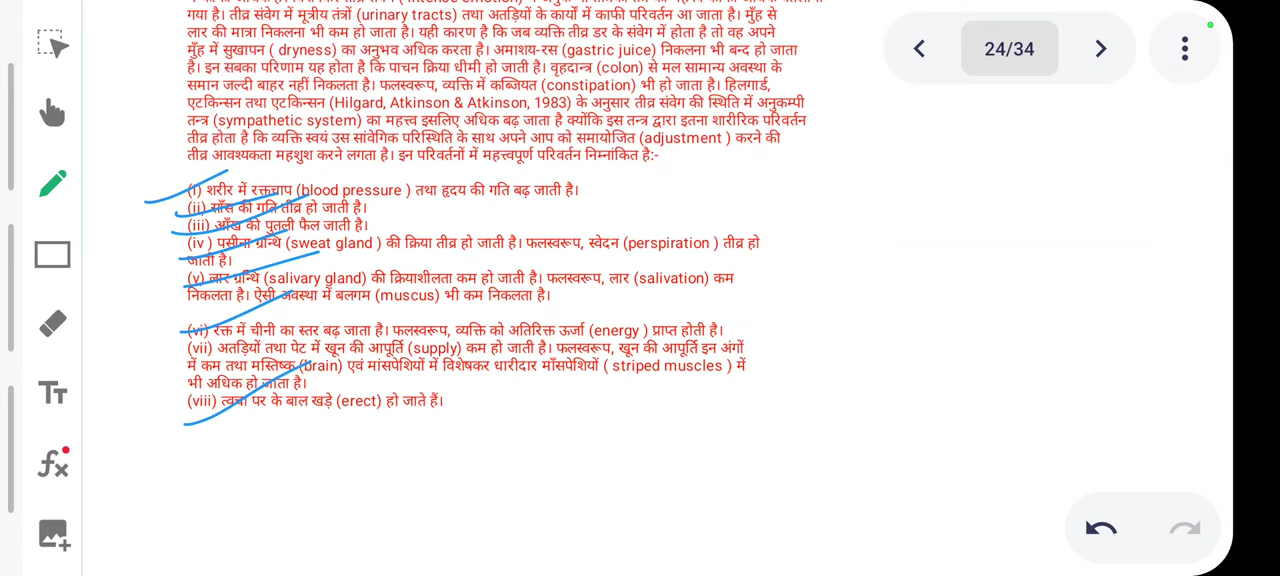 गया है। तीव्र संवेग में मूत्रीय तंत्रों (urinary tracts) तथा अतड़ियों के कार्यो में काफी परिवर्तन आ जाता है। मुँह से
लार की मात्रा निकलना भी कम हो जाता है। यही कारण है कि जब व्यक्ति तीव्र डर के संवेग में होता है तो वह अपने
मुँह में सुखापन ( dryness) का अनुभव अधिक करता है। अमाशय-रस (gastric juice) निकलना भी बन्द हो जाता
है। इन सबका परिणाम यह होता है कि पाचन क्रिया धीमी हो जाती है। वृहदान्त्र (colon) से मल सामान्य अवस्था के
समान जल्दी बाहर नहीं निकलता है। फलस्वरूप, व्यक्ति में कब्जियत (constipation) भी हो जाता है। हिलगार्ड,
एटकिन्सन तथा एटकिन्सन (Hilgard, Atkinson & Atkinson, 1983) के अनुसार तीव्र संवेग की स्थिति में अनुकम्पी
तन्त्र (sympathetic system) का महत्त्व इसलिए अधिक बढ़ जाता है क्योंकि इस तन्त्र द्वारा इतना शारीरिक परिवर्तन
तीव्र होता है कि व्यक्ति स्वयं उस सांवेगिक परिस्थिति के साथ अपने आप को समायोजित (adjustment ) करने की
तीव्र आवश्यकता महशुश करने लगता है। इन परिवर्तनों में महत्त्वपूर्ण परिवर्तन निम्नांकित है:-
(i) शरीर में रक्तचाप (blood pressure ) तथा हृदय की गति बढ़ जाती है।
(ii) साँस की गति तीव्र हो जाती है।
(iii) आँख की पुतली फैल जाती है।
(iv ) पसीना ग्रन्थि (sweat gland ) की क्रिया तीव्र हो जाती है। फलस्वरूप, स्वेदन (perspiration ) तीव्र हो
जाती है।
(v) लार ग्रन्थि (salivary gland) की क्रियाशीलता कम हो जाती है। फलस्वरूप, लार (salivation) कम
निकलता है। ऐसी अवस्था में बलगम (muscus) भी कम निकलता है।
(vi) रक्त में चीनी का स्तर बढ़ जाता है। फलस्वरूप, व्यक्ति को अतिरिक्त ऊर्जा (energy ) प्राप्त होती है।
(vii) अतड़ियों तथा पेट में खून की आपूर्ति (supply) कम हो जाती है। फलस्वरूप, खून की आपूर्ति इन अंगों
में कम तथा मस्तिष्क (brain) एवं मांसपेशियों में विशेषकर धारीदार माँसपेशियों ( striped muscles ) में
भी अधिक हो जाता है।
(viii) त्वचा पर के बाल खड़े (erect) हो जाते हैं।
24/34
TT
fx